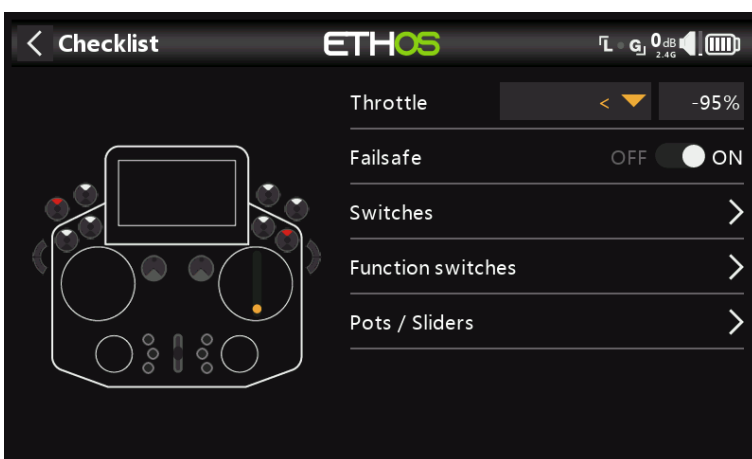 Checklist ETHOS L G 0 dB 2.4G
Throttle < -95%
Failsafe OFF ON
Switches
Function switches
Pots / Sliders